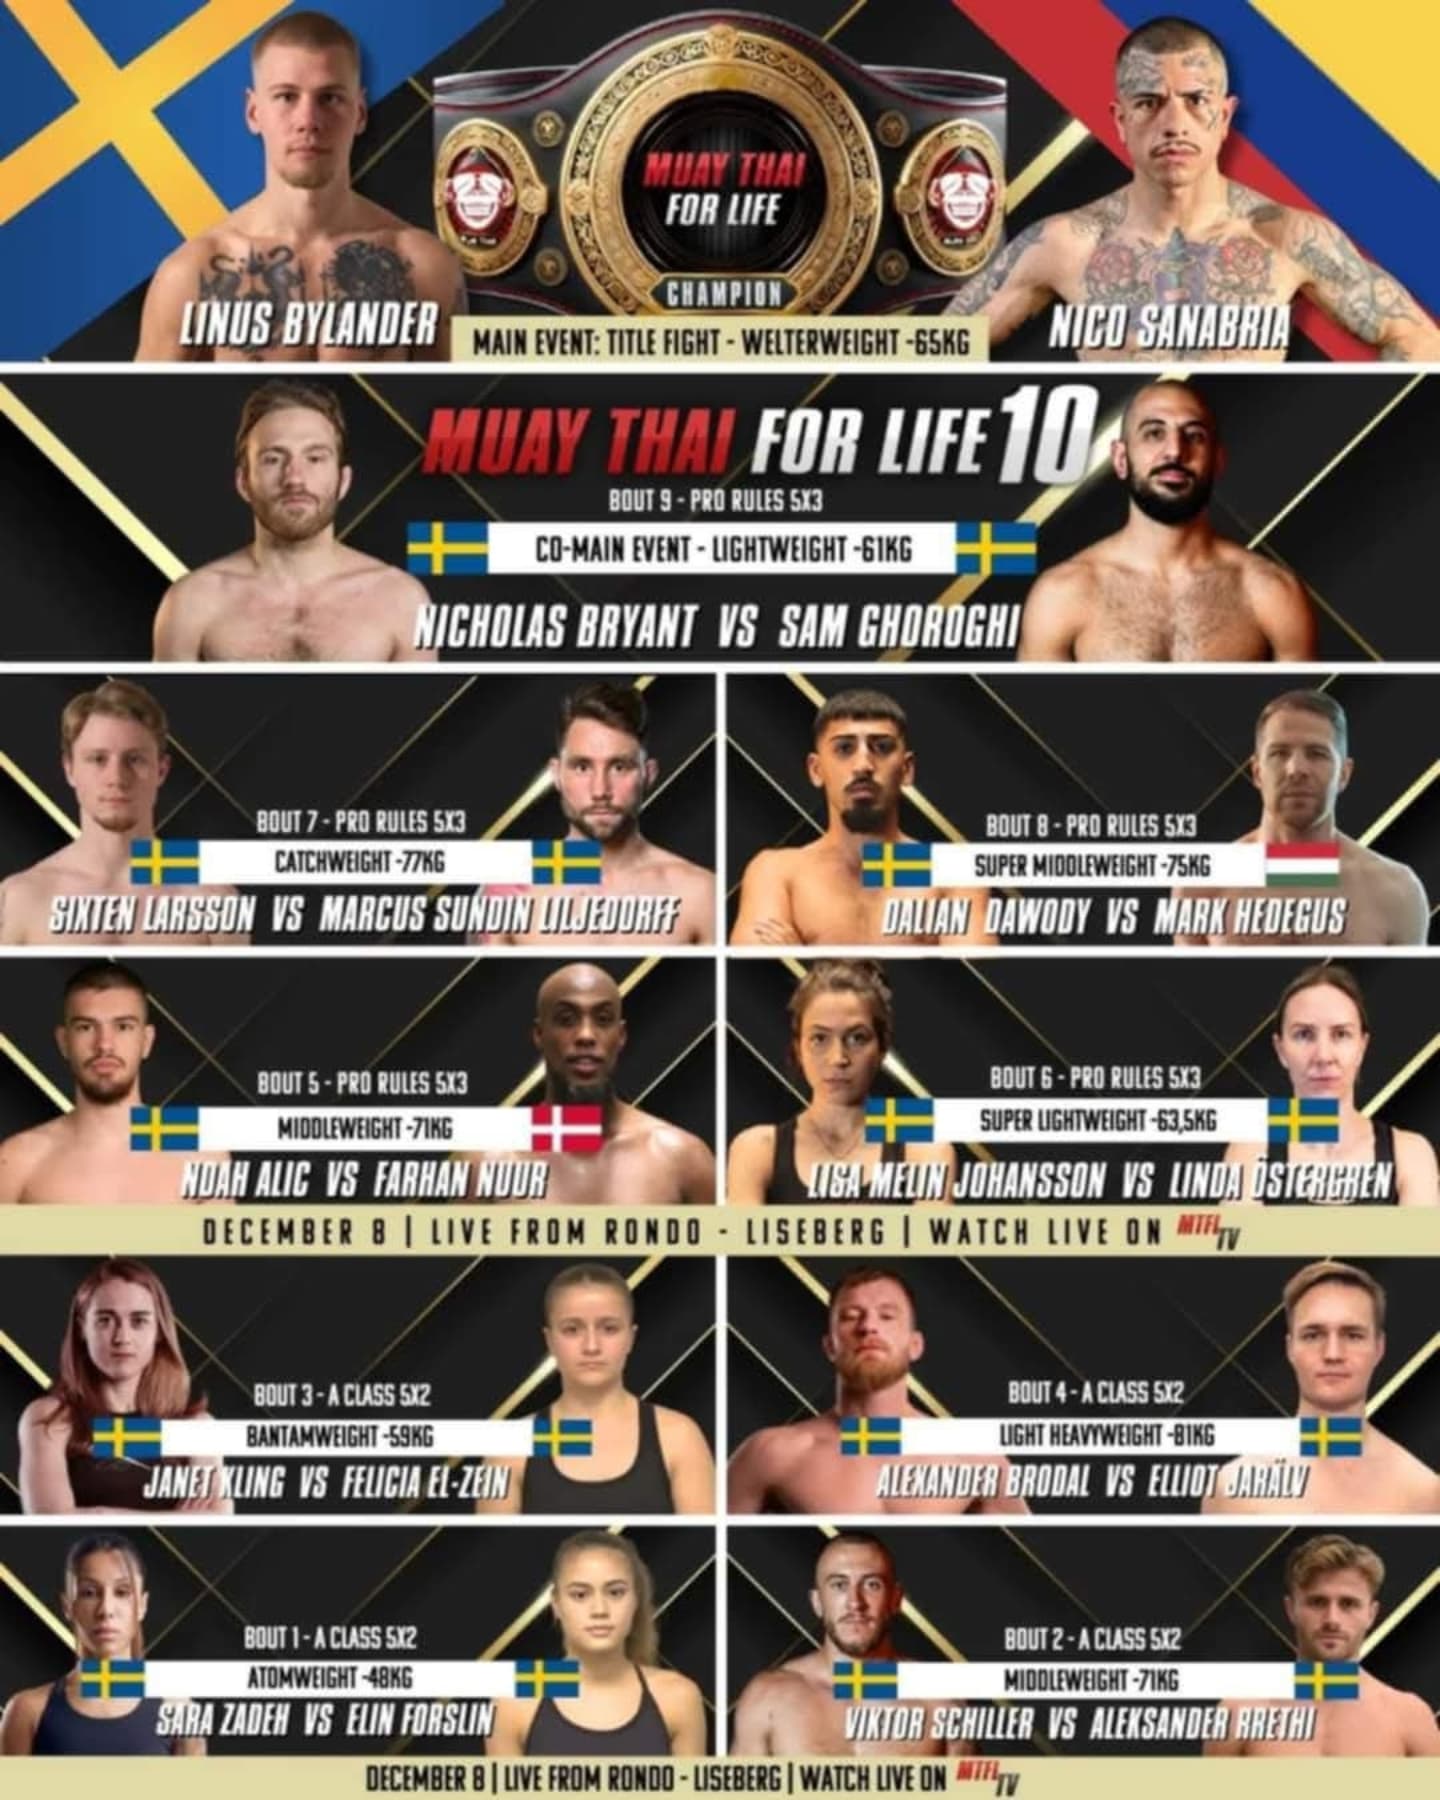 MUAY THAI
FOR LIFE
CHAMPION
LINUS BYLANDER
NICO SANABRIA
MAIN EVENT: TITLE FIGHT - WELTERWEIGHT -65KG
MUAY THAI FOR LIFE 10
BOUT 9 - PRO RULES 5X3
CO-MAIN EVENT - LIGHTWEIGHT -61KG
NICHOLAS BRYANT VS SAM GHOROGHI
BOUT 7 - PRO RULES 5X3
CATCHWEIGHT -77KG
SIXTEN LARSSON VS MARCUS SUNDIN LILJEDORFF
BOUT 8 - PRO RULES 5X3
SUPER MIDDLEWEIGHT -75KG
DALIAN DAWODY VS MARK HEDEGUS
BOUT 5 - PRO RULES 5X3
MIDDLEWEIGHT -71KG
NOAH ALIC VS FARHAN NUUR
BOUT 6 - PRO RULES 5X3
SUPER LIGHTWEIGHT -63,5KG
LISA MELIN JOHANSSON VS LINDA ÖSTERGREN
DECEMBER 8 | LIVE FROM RONDO - LISEBERG | WATCH LIVE ON MTFL TV
BOUT 3 - A CLASS 5X2
BANTAMWEIGHT -59KG
JANET KLING VS FELICIA EL-ZEIN
BOUT 4 - A CLASS 5X2
LIGHT HEAVYWEIGHT -81KG
ALEXANDER BRODAL VS ELLIOT JARÄLV
BOUT 1 - A CLASS 5X2
ATOMWEIGHT -48KG
SARA ZADEH VS ELIN FORSLIN
BOUT 2 - A CLASS 5X2
MIDDLEWEIGHT -71KG
VIKTOR SCHILLER VS ALEKSANDER RRETHI
DECEMBER 8 | LIVE FROM RONDO - LISEBERG | WATCH LIVE ON MTFL TV